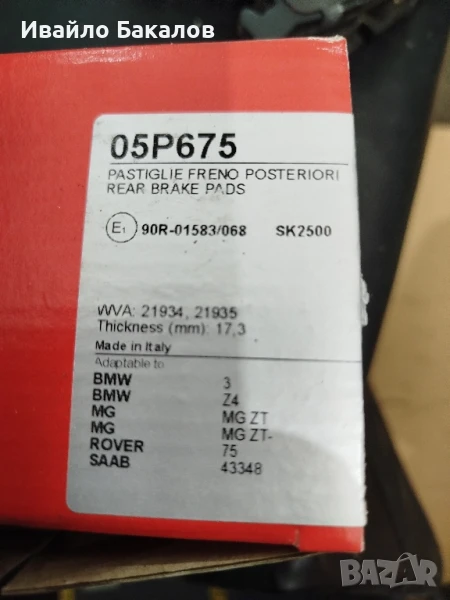 Ивайло Бакалов
05P675
PASTIGLIE FRENO POSTERIORI
REAR BRAKE PADS
E1 90R-01583/068 SK2500
WVA: 21934, 21935
Thickness (mm): 17,3
Made in Italy
Adaptable to
BMW 3
BMW Z4
MG MG ZT
MG MG ZT-
ROVER 75
SAAB 43348
BAZAR